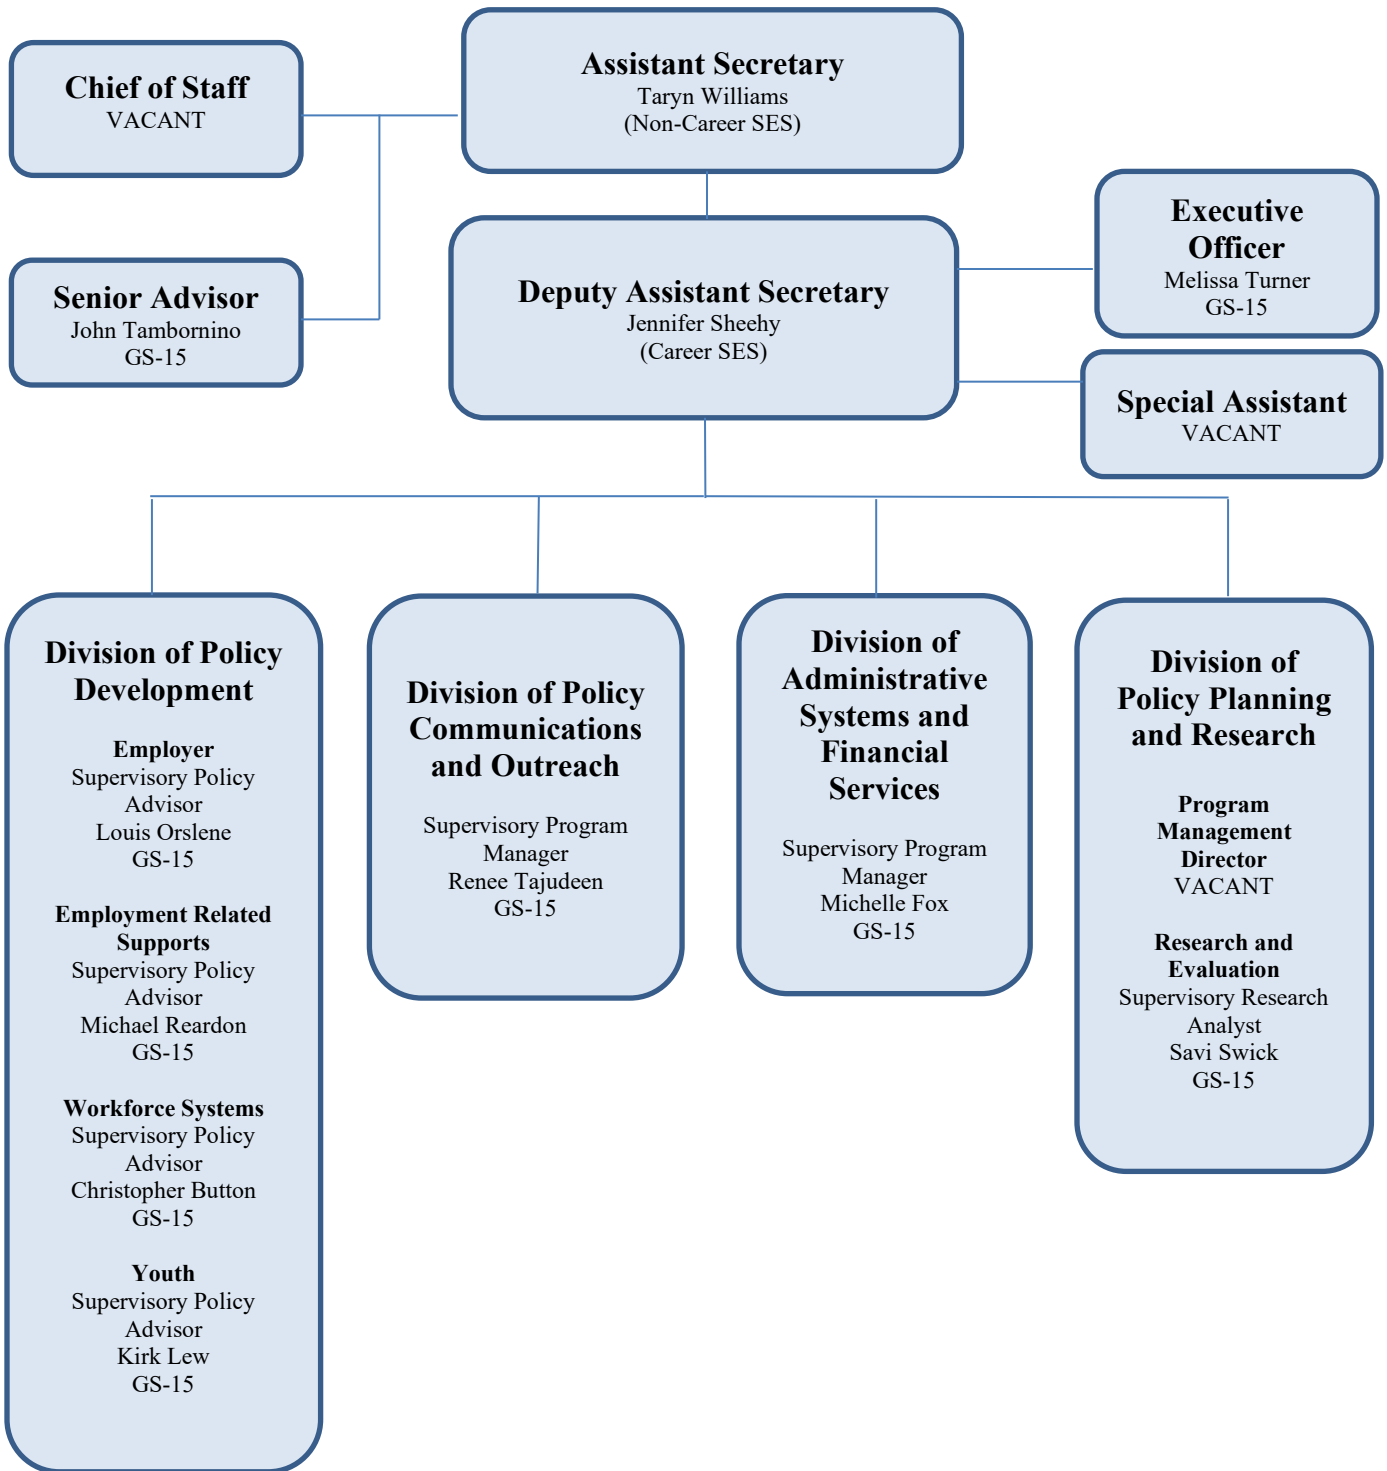 Assistant Secretary
Taryn Williams
(Non-Career SES)
Chief of Staff
VACANT
Senior Advisor
John Tambornino
GS-15
Deputy Assistant Secretary
Jennifer Sheehy
(Career SES)
Executive
Officer
Melissa Turner
GS-15
Special Assistant
VACANT
Division of Policy
Development
Employer
Supervisory Policy
Advisor
Louis Orslene
GS-15
Employment Related
Supports
Supervisory Policy
Advisor
Michael Reardon
GS-15
Workforce Systems
Supervisory Policy
Advisor
Christopher Button
GS-15
Youth
Supervisory Policy
Advisor
Kirk Lew
GS-15
Division of Policy
Communications
and Outreach
Supervisory Program
Manager
Renee Tajudeen
GS-15
Division of
Administrative
Systems and
Financial
Services
Supervisory Program
Manager
Michelle Fox
GS-15
Division of
Policy Planning
and Research
Program
Management
Director
VACANT
Research and
Evaluation
Supervisory Research
Analyst
Savi Swick
GS-15